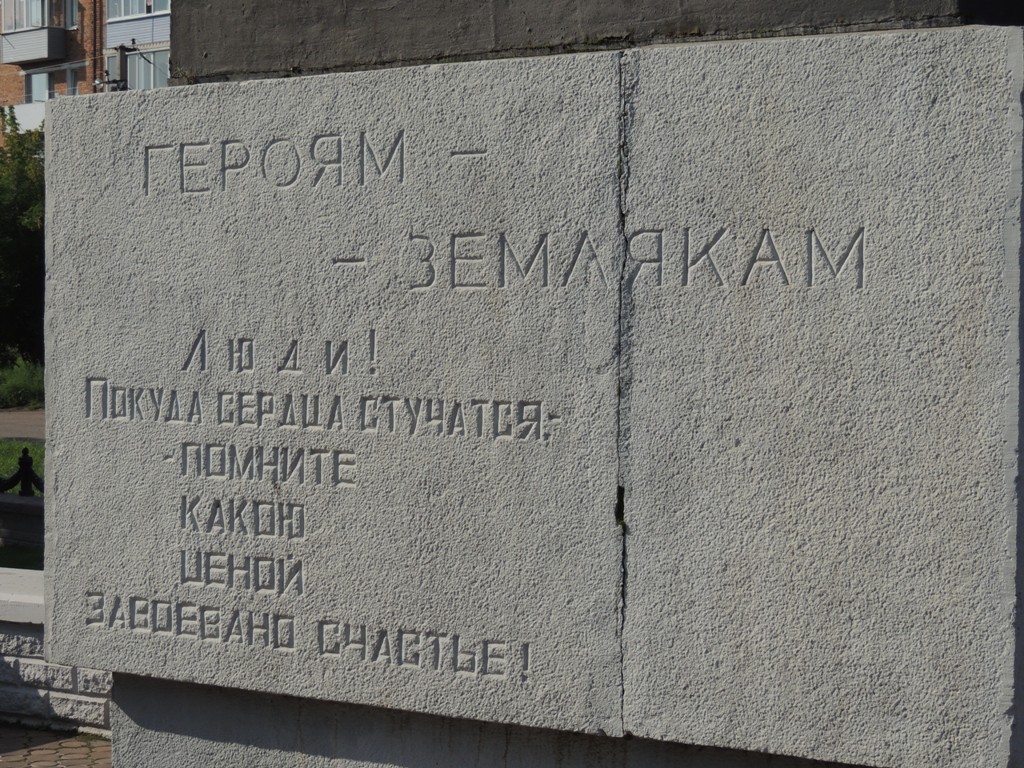 ГЕРОЯМ –
– ЗЕМЛЯКАМ
Люди!
Покуда сердца стучатся,-
-помните
какою
ценой
завоевано счастье!